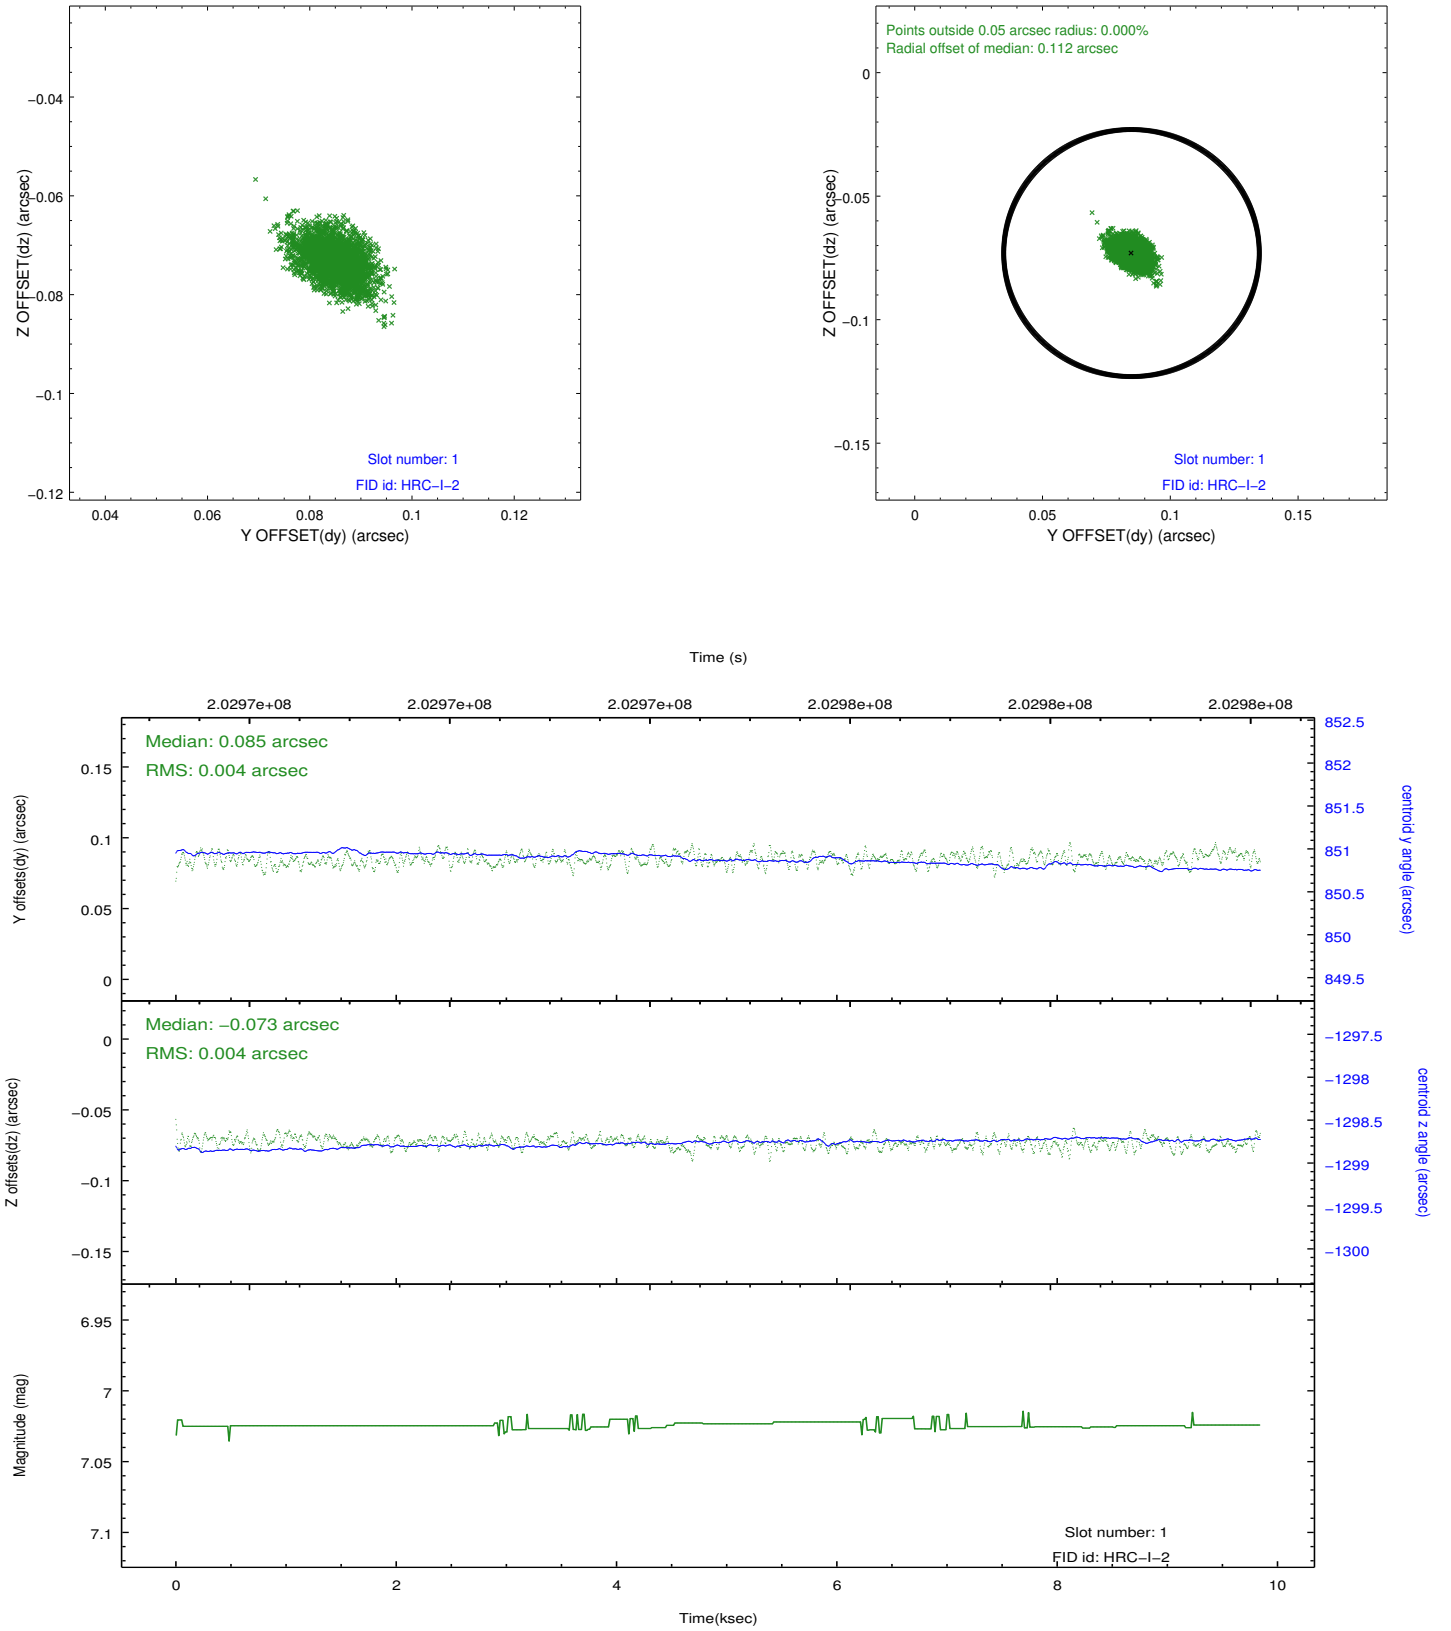 −0.04
−0.06
−0.08
−0.1
−0.12
Z OFFSET(dz) (arcsec)
Slot number: 1
FID id: HRC−I−2
0.04 0.06 0.08 0.1 0.12
Y OFFSET(dy) (arcsec)
Points outside 0.05 arcsec radius: 0.000%
Radial offset of median: 0.112 arcsec
0
−0.05
−0.1
−0.15
Z OFFSET(dz) (arcsec)
Slot number: 1
FID id: HRC−I−2
0 0.05 0.1 0.15
Y OFFSET(dy) (arcsec)
Time (s)
2.0297e+08 2.0297e+08 2.0297e+08 2.0298e+08 2.0298e+08 2.0298e+08
Median: 0.085 arcsec
RMS: 0.004 arcsec
0.15
0.1
0.05
0
Y offsets(dy) (arcsec)
852.5
852
851.5
851
850.5
850
849.5
centroid y angle (arcsec)
Median: −0.073 arcsec
RMS: 0.004 arcsec
0
−0.05
−0.1
−0.15
Z offsets(dz) (arcsec)
−1297.5
−1298
−1298.5
−1299
−1299.5
−1300
centroid z angle (arcsec)
6.95
7
7.05
7.1
Magnitude (mag)
Slot number: 1
FID id: HRC−I−2
0 2 4 6 8 10
Time(ksec)